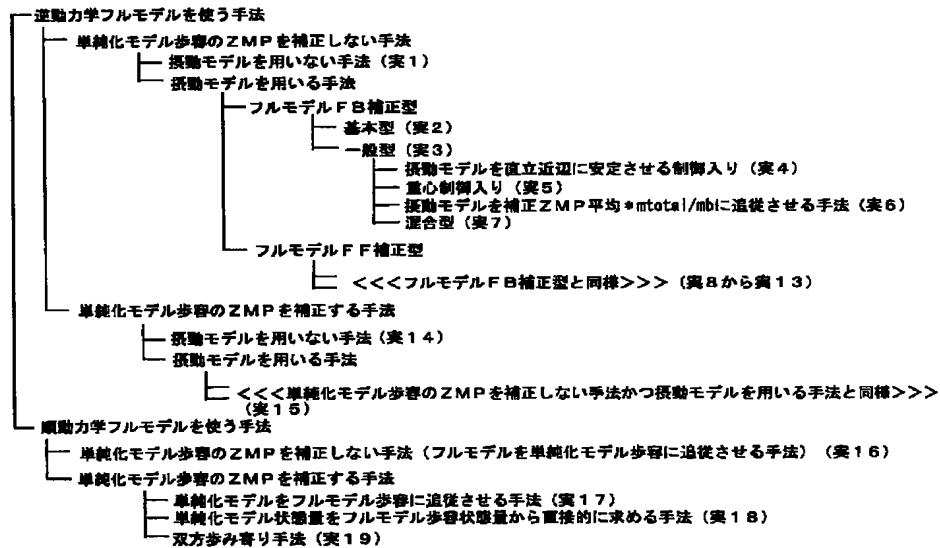 逆動力学フルモデルを使う手法
単純化モデル歩容のZMPを補正しない手法
摂動モデルを用いない手法(実1)
摂動モデルを用いる手法
フルモデルFB補正型
基本型(実2)
一般型(実3)
摂動モデルを直立近辺に安定させる制御入り(実4)
重心制御入り(実5)
摂動モデルを補正ZMP平均*mtotal/mbに追従させる手法(実6)
混合型(実7)
フルモデルFF補正型
<<<フルモデルFB補正型と同様>>>(実8から実13)
単純化モデル歩容のZMPを補正する手法
摂動モデルを用いない手法(実14)
摂動モデルを用いる手法
<<<単純化モデル歩容のZMPを補正しない手法かつ摂動モデルを用いる手法と同様>>>
(実15)
順動力学フルモデルを使う手法
単純化モデル歩容のZMPを補正しない手法(フルモデルを単純化モデル歩容に追従させる手法)(実16)
単純化モデル歩容のZMPを補正する手法
単純化モデルをフルモデル歩容に追従させる手法(実17)
単純化モデル状態量をフルモデル歩容状態量から直接的に求める手法(実18)
双方歩み寄り手法(実19)